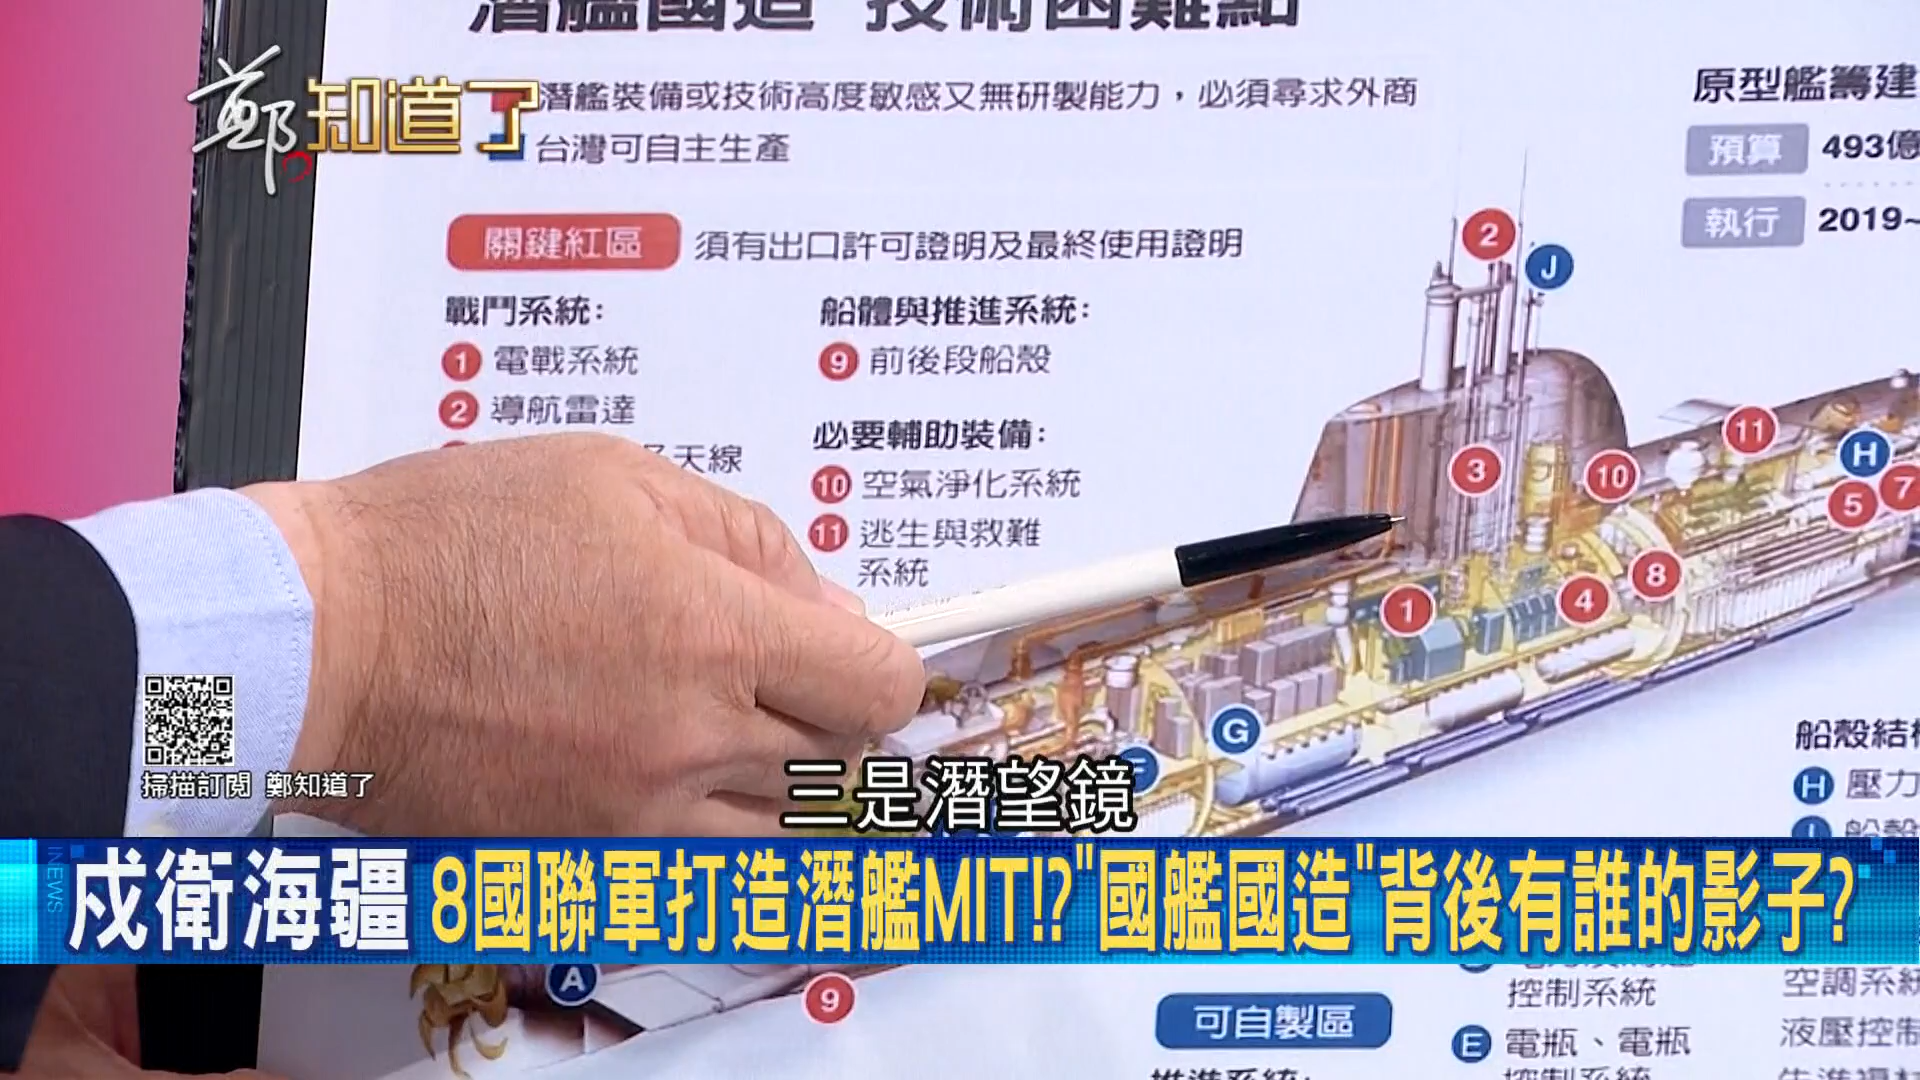 潛艦國造 技術困難點
鄭知道了
潛艦裝備或技術高度敏感又無研製能力，必須尋求外商
台灣可自主生產
原型艦籌建
預算 493億
執行 2019~
關鍵紅區 須有出口許可證明及最終使用證明
戰鬥系統:
1 電戰系統
2 導航雷達
天線
船體與推進系統:
9 前後段船殼
必要輔助裝備:
10 空氣淨化系統
11 逃生與救難
系統
2
J
3
10
11
H
5
7
1
4
8
G
A
9
船殼結構
H 壓力
掃描訂閱 鄭知道了
三是潛望鏡
iNEWS
戍衛海疆 8國聯軍打造潛艦MIT!?"國艦國造"背後有誰的影子?
可自製區
推進系統:
控制系統
E 電瓶、電瓶
控制系統
空調系統
液壓控制